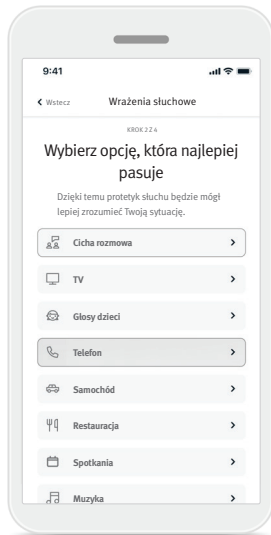 9:41
Wstecz
Wrażenia słuchowe
KROK 2 Z 4
Wybierz opcję, która najlepiej
pasuje
Dzięki temu protetyk słuchu będzie mógł
lepiej zrozumieć Twoją sytuację.
Cicha rozmowa
TV
Głosy dzieci
Telefon
Samochód
Restauracja
Spotkania
Muzyka